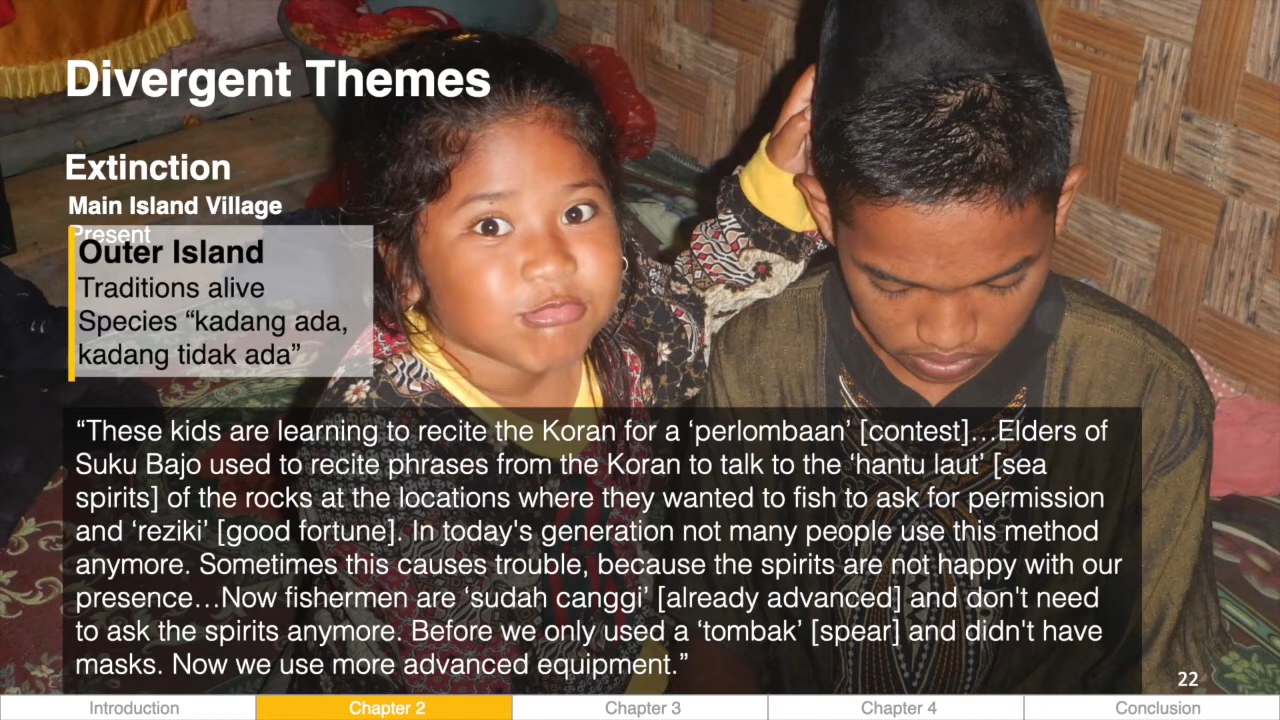 Divergent Themes
Extinction
Main Island Village
Present
Outer Island
Traditions alive
Species “kadang ada,
kadang tidak ada”
“These kids are learning to recite the Koran for a ‘perlombaan’ [contest]…Elders of
Suku Bajo used to recite phrases from the Koran to talk to the ‘hantu laut’ [sea
spirits] of the rocks at the locations where they wanted to fish to ask for permission
and ‘reziki’ [good fortune]. In today's generation not many people use this method
anymore. Sometimes this causes trouble, because the spirits are not happy with our
presence…Now fishermen are ‘sudah canggi’ [already advanced] and don't need
to ask the spirits anymore. Before we only used a ‘tombak’ [spear] and didn't have
masks. Now we use more advanced equipment.”
22
Introduction
Chapter 2
Chapter 3
Chapter 4
Conclusion